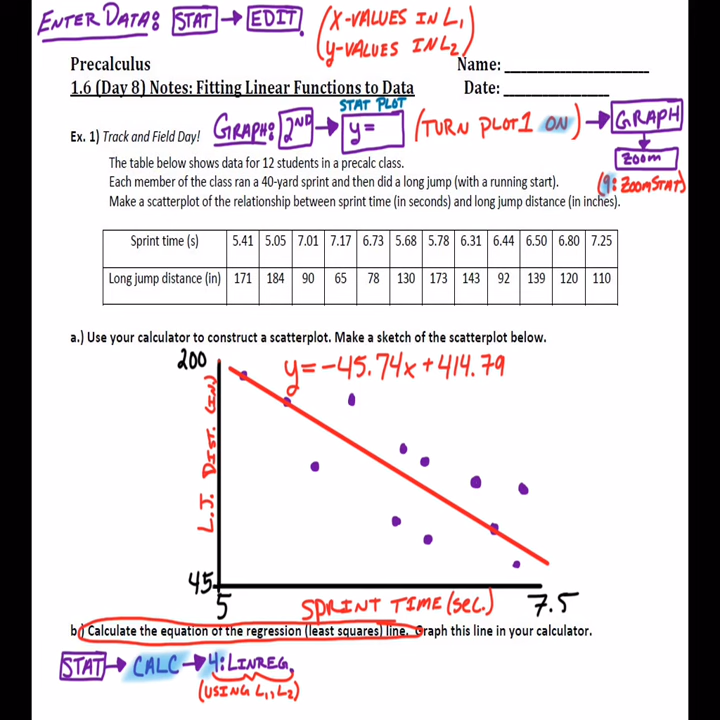 ENTER DATA: STAT → EDIT (X-VALUES IN L1
(Y-VALUES IN L2)
Precalculus Name: ____________________
1.6 (Day 8) Notes: Fitting Linear Functions to Data Date: ____________________
STAT PLOT
Ex. 1) Track and Field Day! GRAPH: 2ND → y= (TURN PLOT 1 ON) → GRAPH
ZOOM
(9: ZOOMSTAT)
The table below shows data for 12 students in a precalc class.
Each member of the class ran a 40-yard sprint and then did a long jump (with a running start).
Make a scatterplot of the relationship between sprint time (in seconds) and long jump distance (in inches).
Sprint time (s) 5.41 5.05 7.01 7.17 6.73 5.68 5.78 6.31 6.44 6.50 6.80 7.25
Long jump distance (in) 171 184 90 65 78 130 173 143 92 139 120 110
a.) Use your calculator to construct a scatterplot. Make a sketch of the scatterplot below.
200
y=-45.74x+414.79
L.J. DIST. (IN)
45
5 SPRINT TIME (SEC.) 7.5
b.) Calculate the equation of the regression (least squares) line. Graph this line in your calculator.
STAT → CALC → 4: LINREG,
(USING L1, L2)